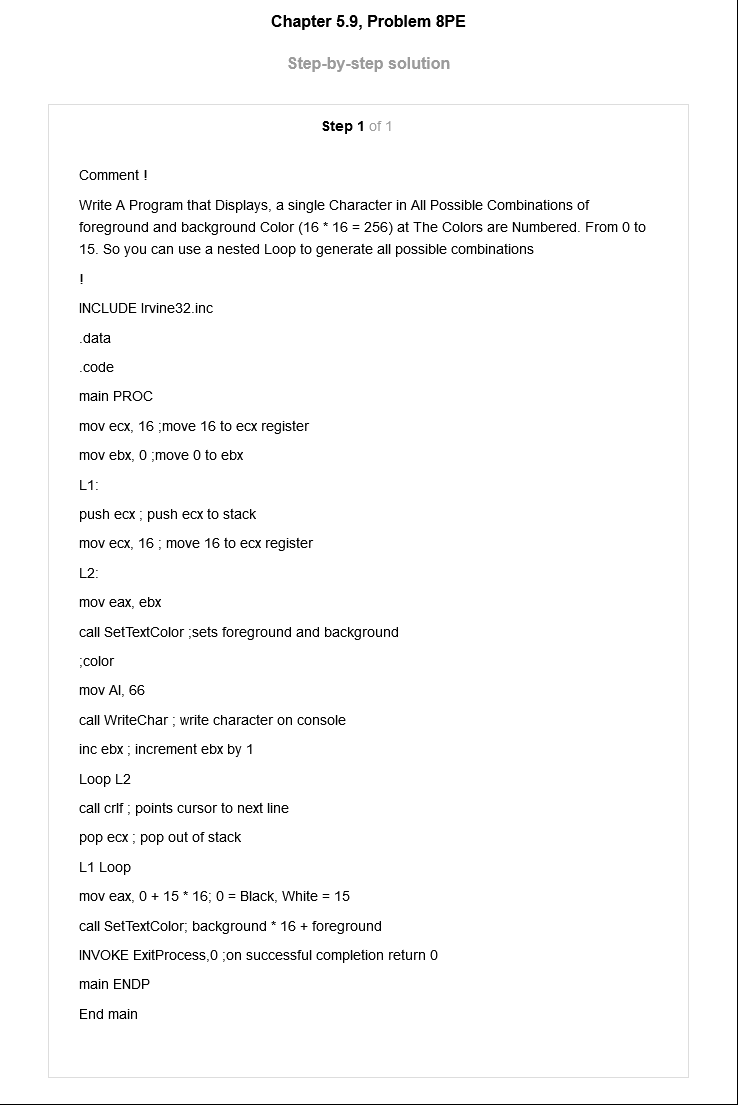 Chapter 5.9, Problem 8PE
Step-by-step solution
Step 1 of 1
Comment !
Write A Program that Displays, a single Character in All Possible Combinations of
foreground and background Color (16 * 16 = 256) at The Colors are Numbered. From 0 to
15. So you can use a nested Loop to generate all possible combinations
!
INCLUDE Irvine32.inc
.data
.code
main PROC
mov ecx, 16 ;move 16 to ecx register
mov ebx, 0 ;move 0 to ebx
L1:
push ecx ; push ecx to stack
mov ecx, 16 ; move 16 to ecx register
L2:
mov eax, ebx
call SetTextColor ;sets foreground and background
;color
mov Al, 66
call WriteChar ; write character on console
inc ebx ; increment ebx by 1
Loop L2
call crlf ; points cursor to next line
pop ecx ; pop out of stack
L1 Loop
mov eax, 0 + 15 * 16; 0 = Black, White = 15
call SetTextColor; background * 16 + foreground
INVOKE ExitProcess,0 ;on successful completion return 0
main ENDP
End main